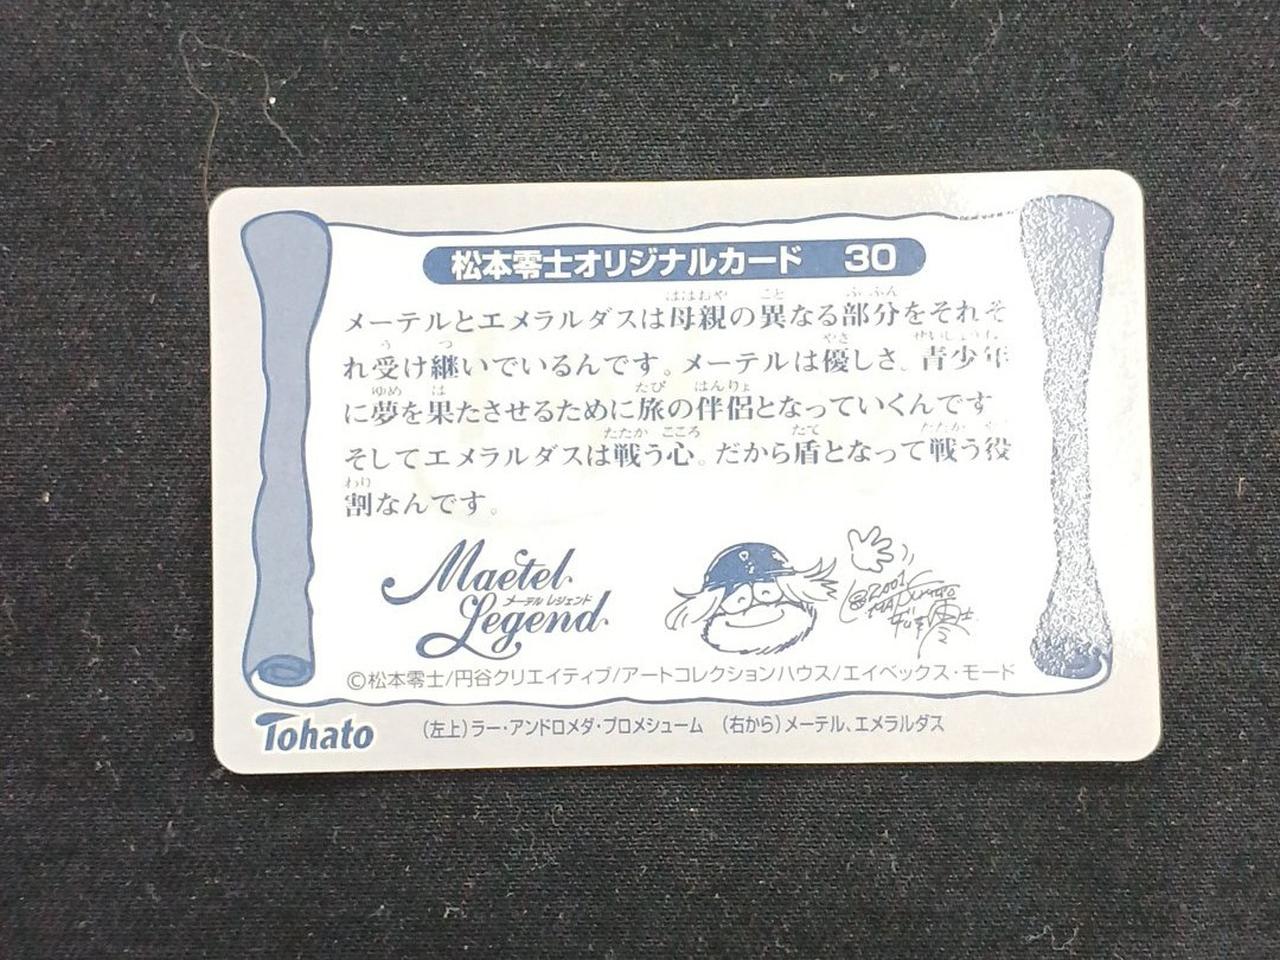 松本零士オリジナルカード 30
メーテルとエメラルダスは母親の異なる部分をそれぞ
れ受け継いでいるんです。メーテルは優しさ。青少年
に夢を果たさせるために旅の伴侶となっていくんです
そしてエメラルダスは戦う心。だから盾となって戦う役
割なんです。
Maetel
メーテルレジェンド
Legend
©2001
松本零士
©松本零士/円谷クリエイティブ/アートコレクションハウス/エイベックス・モード
Tohato
(左上)ラー・アンドロメダ・プロメシューム (右から)メーテル、エメラルダス